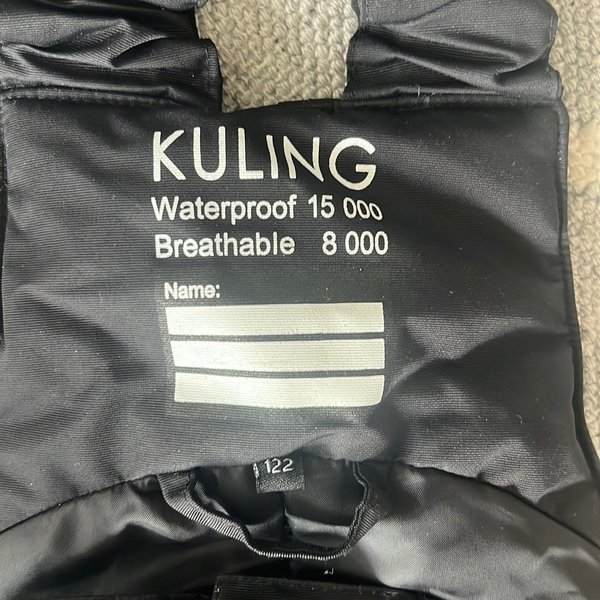 KULING
Waterproof 15 000
Breathable 8 000
Name:
122